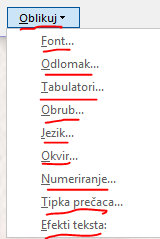 Oblikuj
Font...
Odlomak...
Tabulatori...
Obrub...
Jezik...
Okvir...
Numeriranje...
Tipka prečaca...
Efekti teksta: